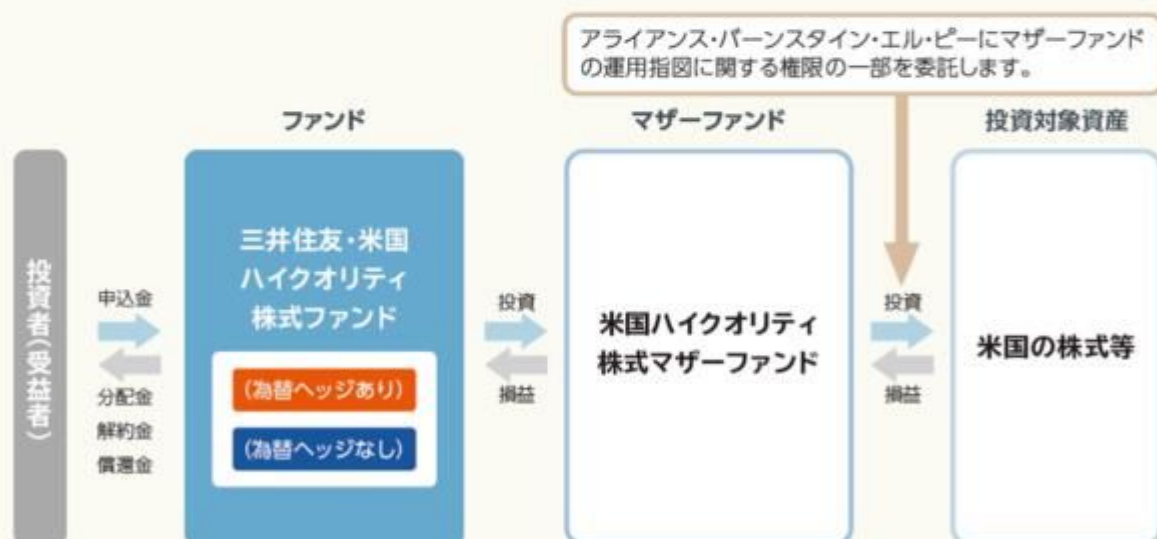 アライアンス・バーンスタイン・エル・ピーにマザーファンド
の運用指図に関する権限の一部を委託します。
ファンド
マザーファンド
投資対象資産
投資者(受益者)
申込金
分配金
解約金
償還金
三井住友・米国
ハイクオリティ
株式ファンド
(為替ヘッジあり)
(為替ヘッジなし)
投資
損益
米国ハイクオリティ
株式マザーファンド
投資
損益
米国の株式等